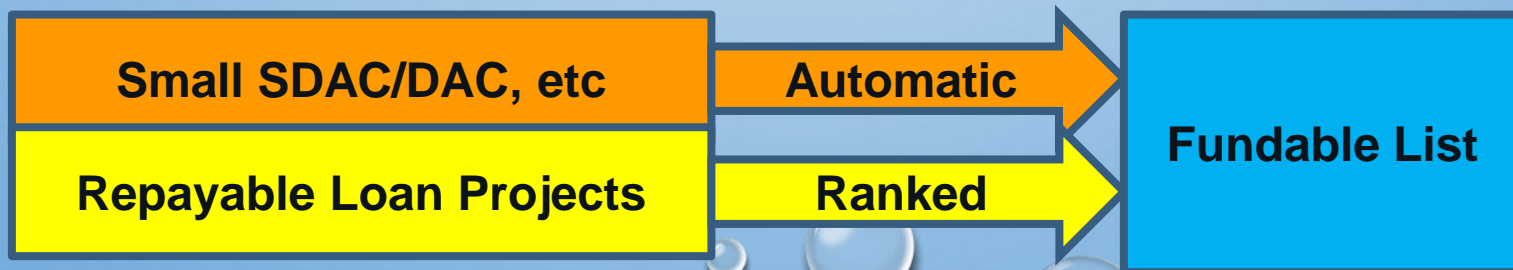 Small SDAC/DAC, etc
Automatic
Repayable Loan Projects
Ranked
Fundable List